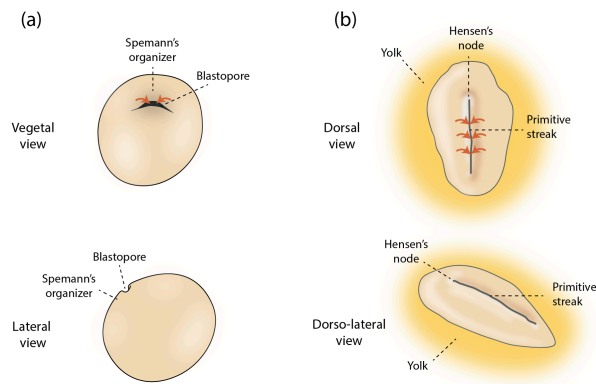 (a)
Spemann's
organizer
Blastopore
Vegetal
view
Blastopore
Spemann's
organizer
Lateral
view
(b)
Hensen's
node
Yolk
Primitive
streak
Dorsal
view
Hensen's
node
Primitive
streak
Dorso-lateral
view
Yolk